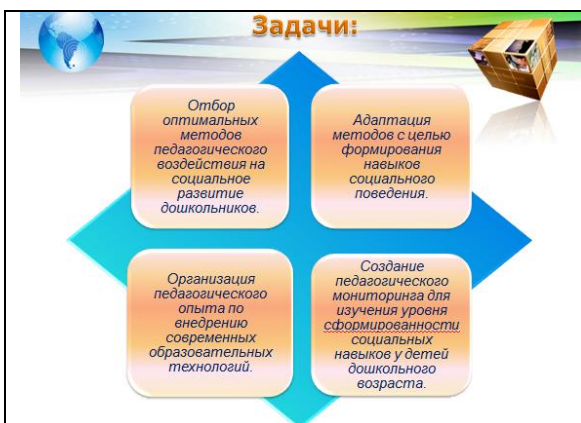 Задачи:
Отбор
оптимальных
методов
педагогического
воздействия на
социальное
развитие
дошкольников.
Адаптация
методов с целью
формирования
навыков
социального
поведения.
Организация
педагогического
опыта по
внедрению
современных
образовательных
технологий.
Создание
педагогического
мониторинга для
изучения уровня
сформированности
социальных
навыков у детей
дошкольного
возраста.